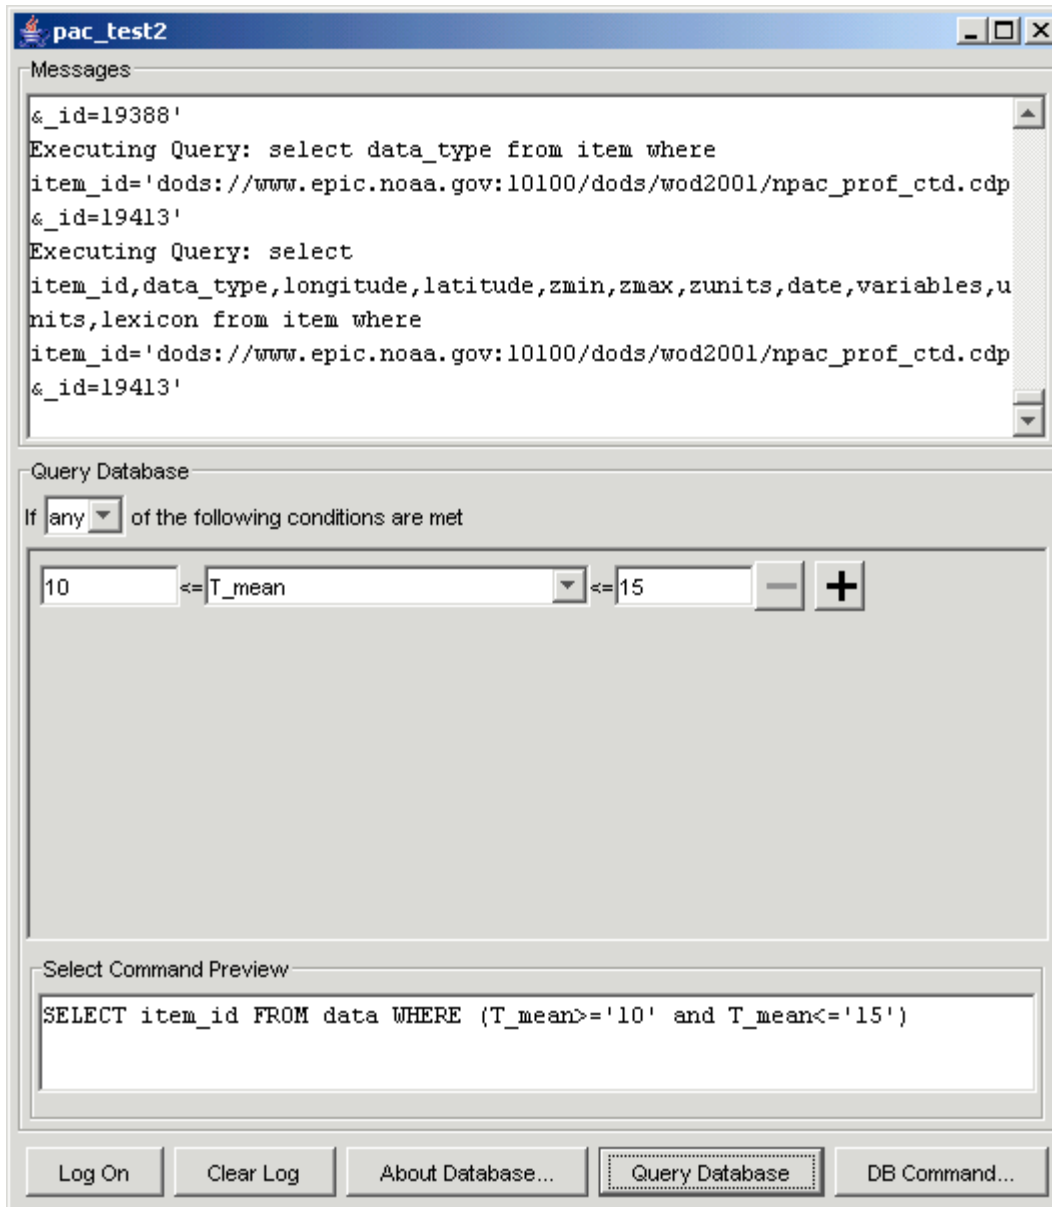 pac_test2
Messages
&_id=19388'
Executing Query: select data_type from item where
item_id='dods://www.epic.noaa.gov:10100/dods/wod2001/npac_prof_ctd.cdp
&_id=19413'
Executing Query: select
item_id,data_type,longitude,latitude,zmin,zmax,zunits,date,variables,u
nits,lexicon from item where
item_id='dods://www.epic.noaa.gov:10100/dods/wod2001/npac_prof_ctd.cdp
&_id=19413'
Query Database
If any of the following conditions are met
10 <= T_mean <= 15 — +
Select Command Preview
SELECT item_id FROM data WHERE (T_mean>='10' and T_mean<='15')
Log On Clear Log About Database... Query Database DB Command...